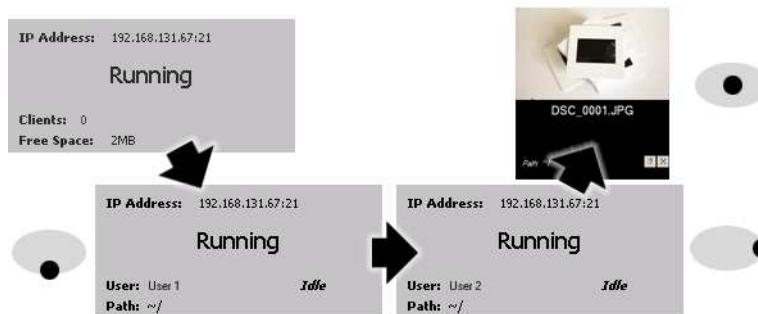 IP Address: 192.168.131.67:21
Running
Clients: 0
Free Space: 2MB
DSC_0001.JPG
Path ~/
? X
IP Address: 192.168.131.67:21
Running
User: User 1 Idle
Path: ~/
IP Address: 192.168.131.67:21
Running
User: User 2 Idle
Path: ~/